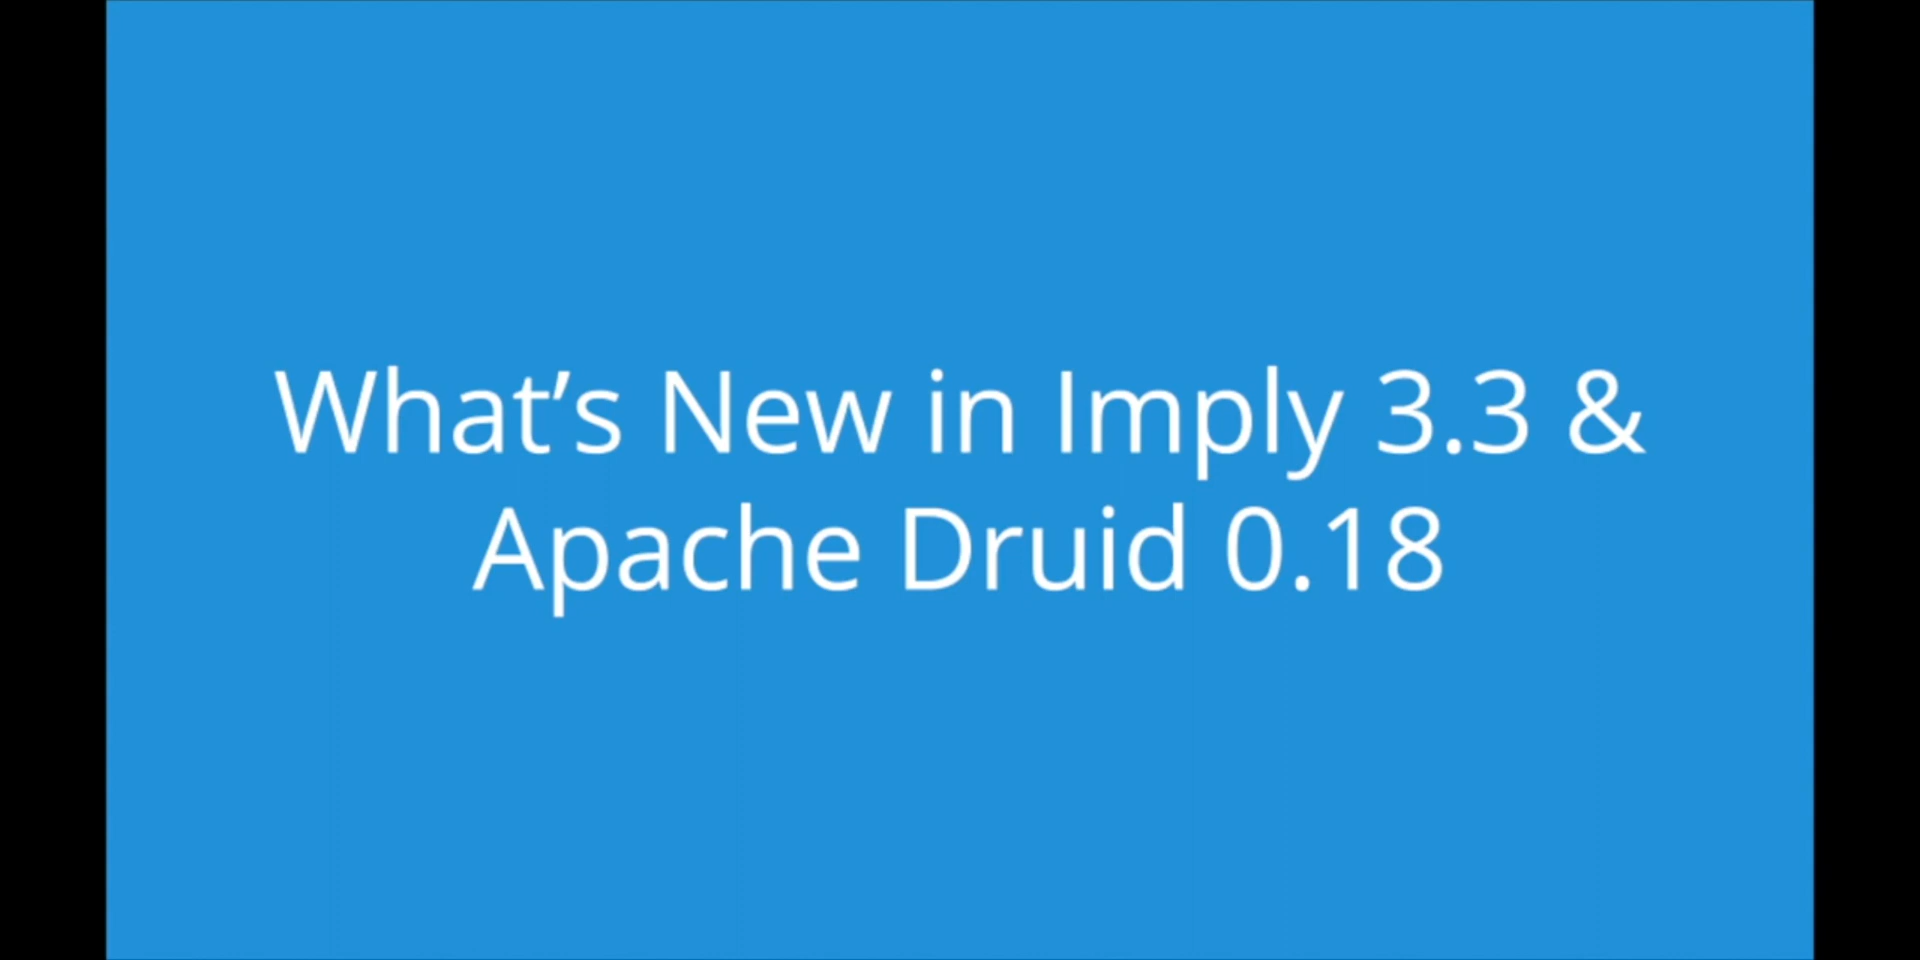 What’s New in Imply 3.3 &
Apache Druid 0.18